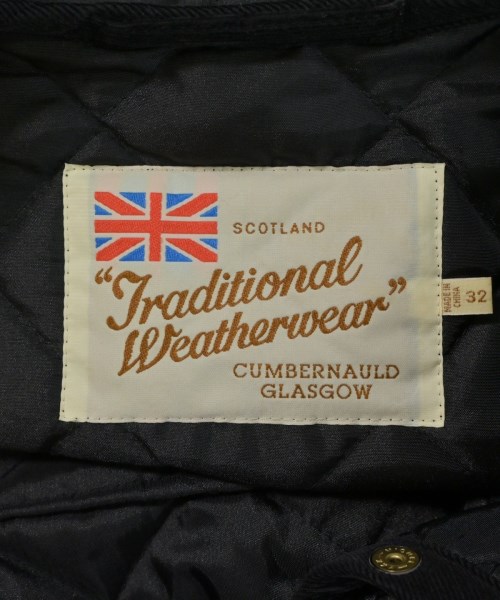 SCOTLAND
"Traditional
Weatherwear"
CUMBERNAULD
GLASGOW
MADE IN
CHINA
32